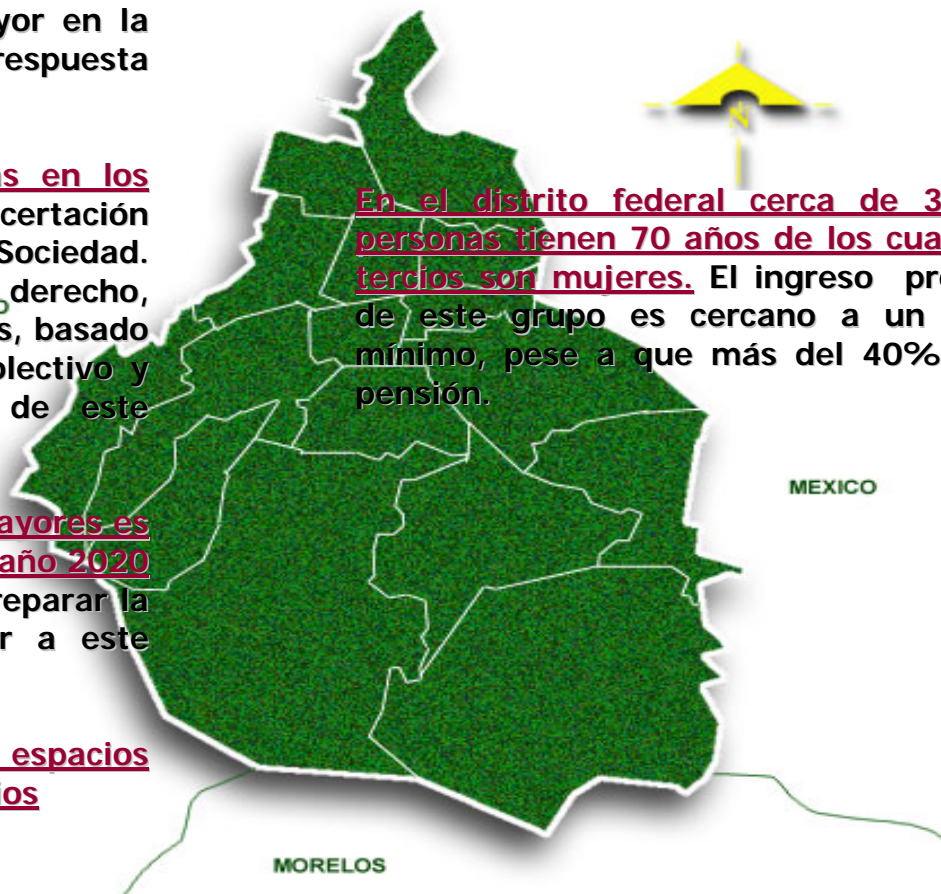 yor en la
respuesta
s en los
certación
Sociedad.
derecho,
s, basado
olectivo y
de este
ayores es
año 2020
reparar la
r a este
espacios
ios
En el distrito federal cerca de 3
personas tienen 70 años de los cua
tercios son mujeres. El ingreso pr
de este grupo es cercano a un
mínimo, pese a que más del 40%
pensión.
MEXICO
MORELOS